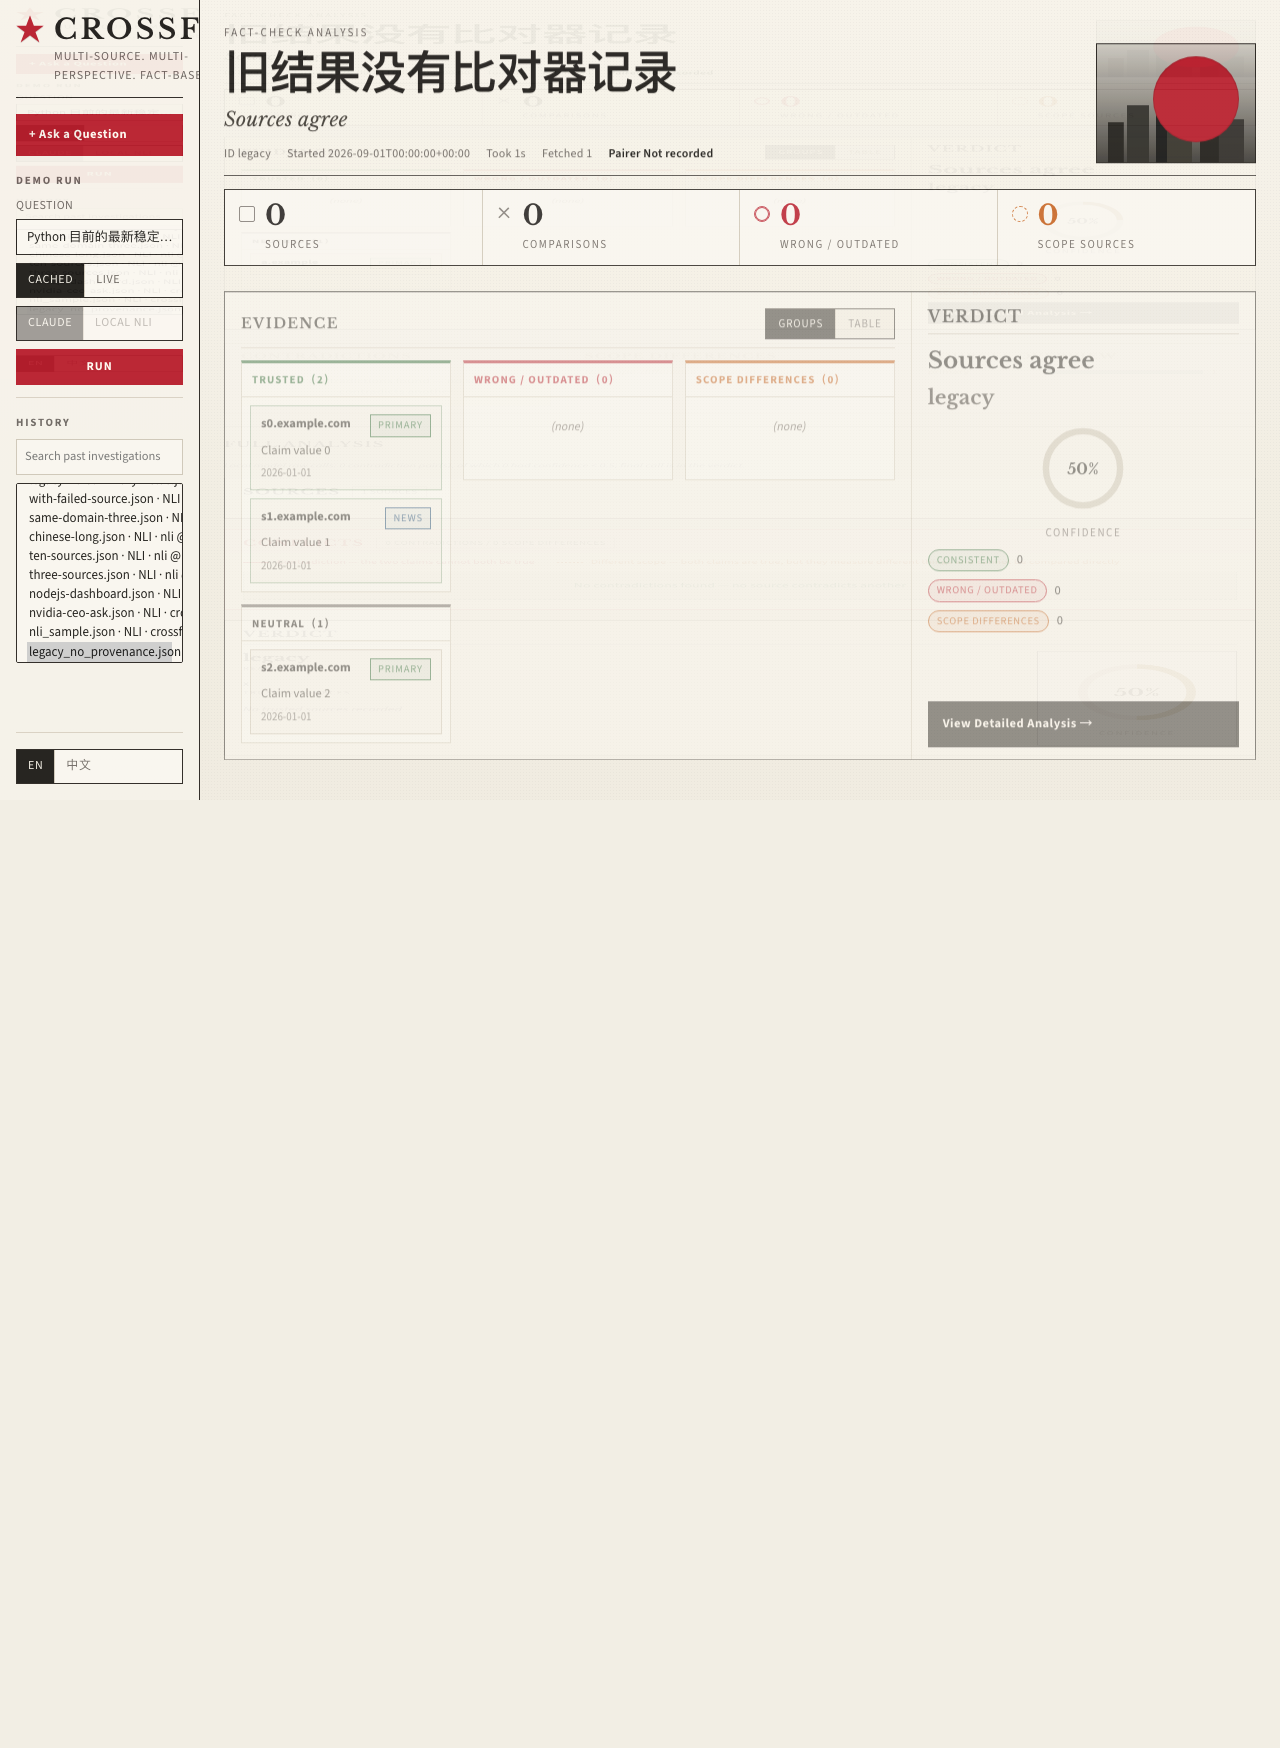 CROSSF
MULTI-SOURCE. MULTI-
PERSPECTIVE. FACT-BASE
+ Ask a Question
DEMO RUN
QUESTION
Python 目前的最新稳定…
CACHED LIVE
CLAUDE LOCAL NLI
RUN
HISTORY
Search past investigations
with-failed-source.json · NLI
same-domain-three.json · NL
chinese-long.json · NLI · nli @
ten-sources.json · NLI · nli @
three-sources.json · NLI · nli
nodejs-dashboard.json · NLI
nvidia-ceo-ask.json · NLI · cro
nli_sample.json · NLI · crossf
legacy_no_provenance.json
EN 中文
FACT-CHECK ANALYSIS
旧结果没有比对器记录
Sources agree
ID legacy Started 2026-09-01T00:00:00+00:00 Took 1s Fetched 1 Pairer Not recorded
0
SOURCES
0
COMPARISONS
0
WRONG / OUTDATED
0
SCOPE SOURCES
EVIDENCE
GROUPS TABLE
TRUSTED (2)
s0.example.com PRIMARY
Claim value 0
2026-01-01
s1.example.com NEWS
Claim value 1
2026-01-01
NEUTRAL (1)
s2.example.com PRIMARY
Claim value 2
2026-01-01
WRONG / OUTDATED (0)
(none)
SCOPE DIFFERENCES (0)
(none)
VERDICT
Sources agree
legacy
50%
CONFIDENCE
CONSISTENT 0
WRONG / OUTDATED 0
SCOPE DIFFERENCES 0
View Detailed Analysis →